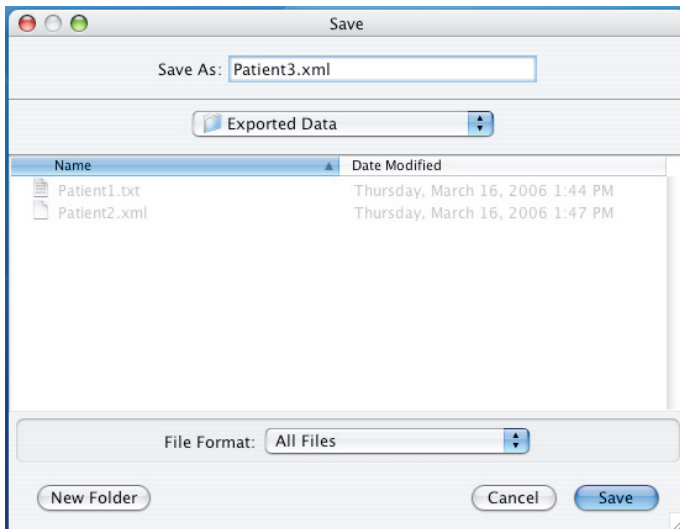 Save
Save As: Patient3.xml
Exported Data
Name Date Modified
Patient1.txt Thursday, March 16, 2006 1:44 PM
Patient2.xml Thursday, March 16, 2006 1:47 PM
File Format: All Files
New Folder Cancel Save